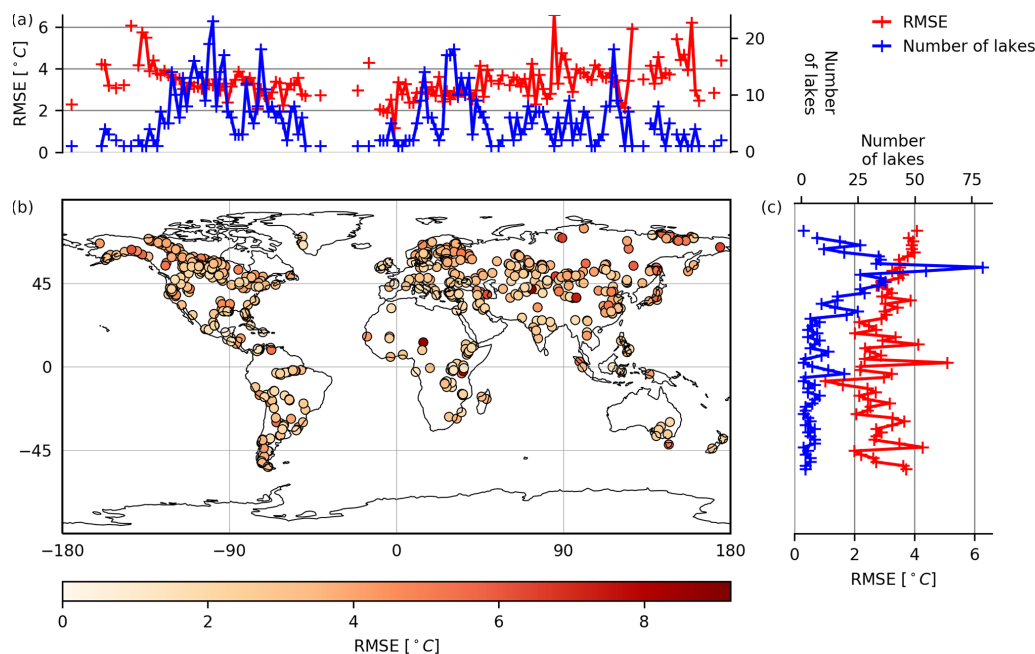 (a)
6
4
2
0
RMSE [°C]
20
10
0
Number
of lakes
RMSE
Number of lakes
(b)
45
0
−45
−180
−90
0
90
180
Number
of lakes
0
25
50
75
(c)
0
2
4
6
RMSE [°C]
0
2
4
6
8
RMSE [°C]